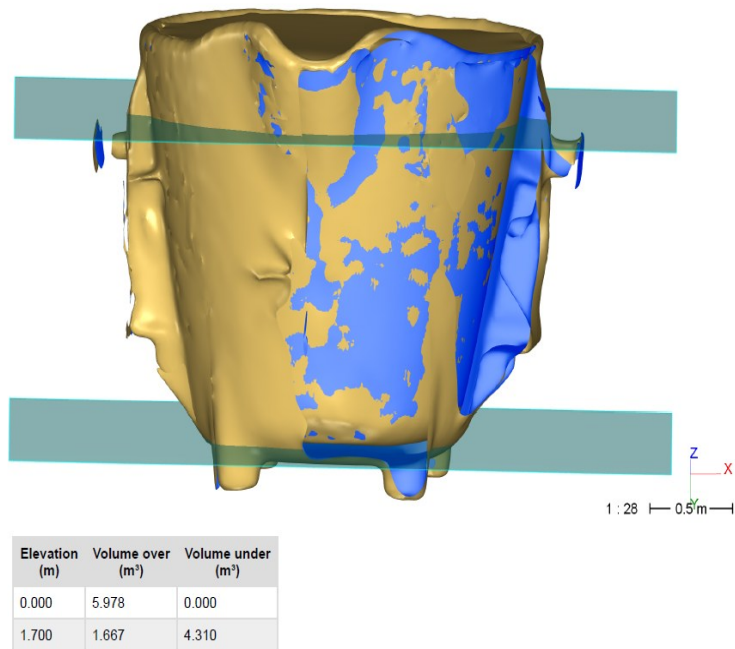 Z
X
Y
1 : 28 0.5 m
Elevation (m) Volume over (m³) Volume under (m³)
0.000 5.978 0.000
1.700 1.667 4.310